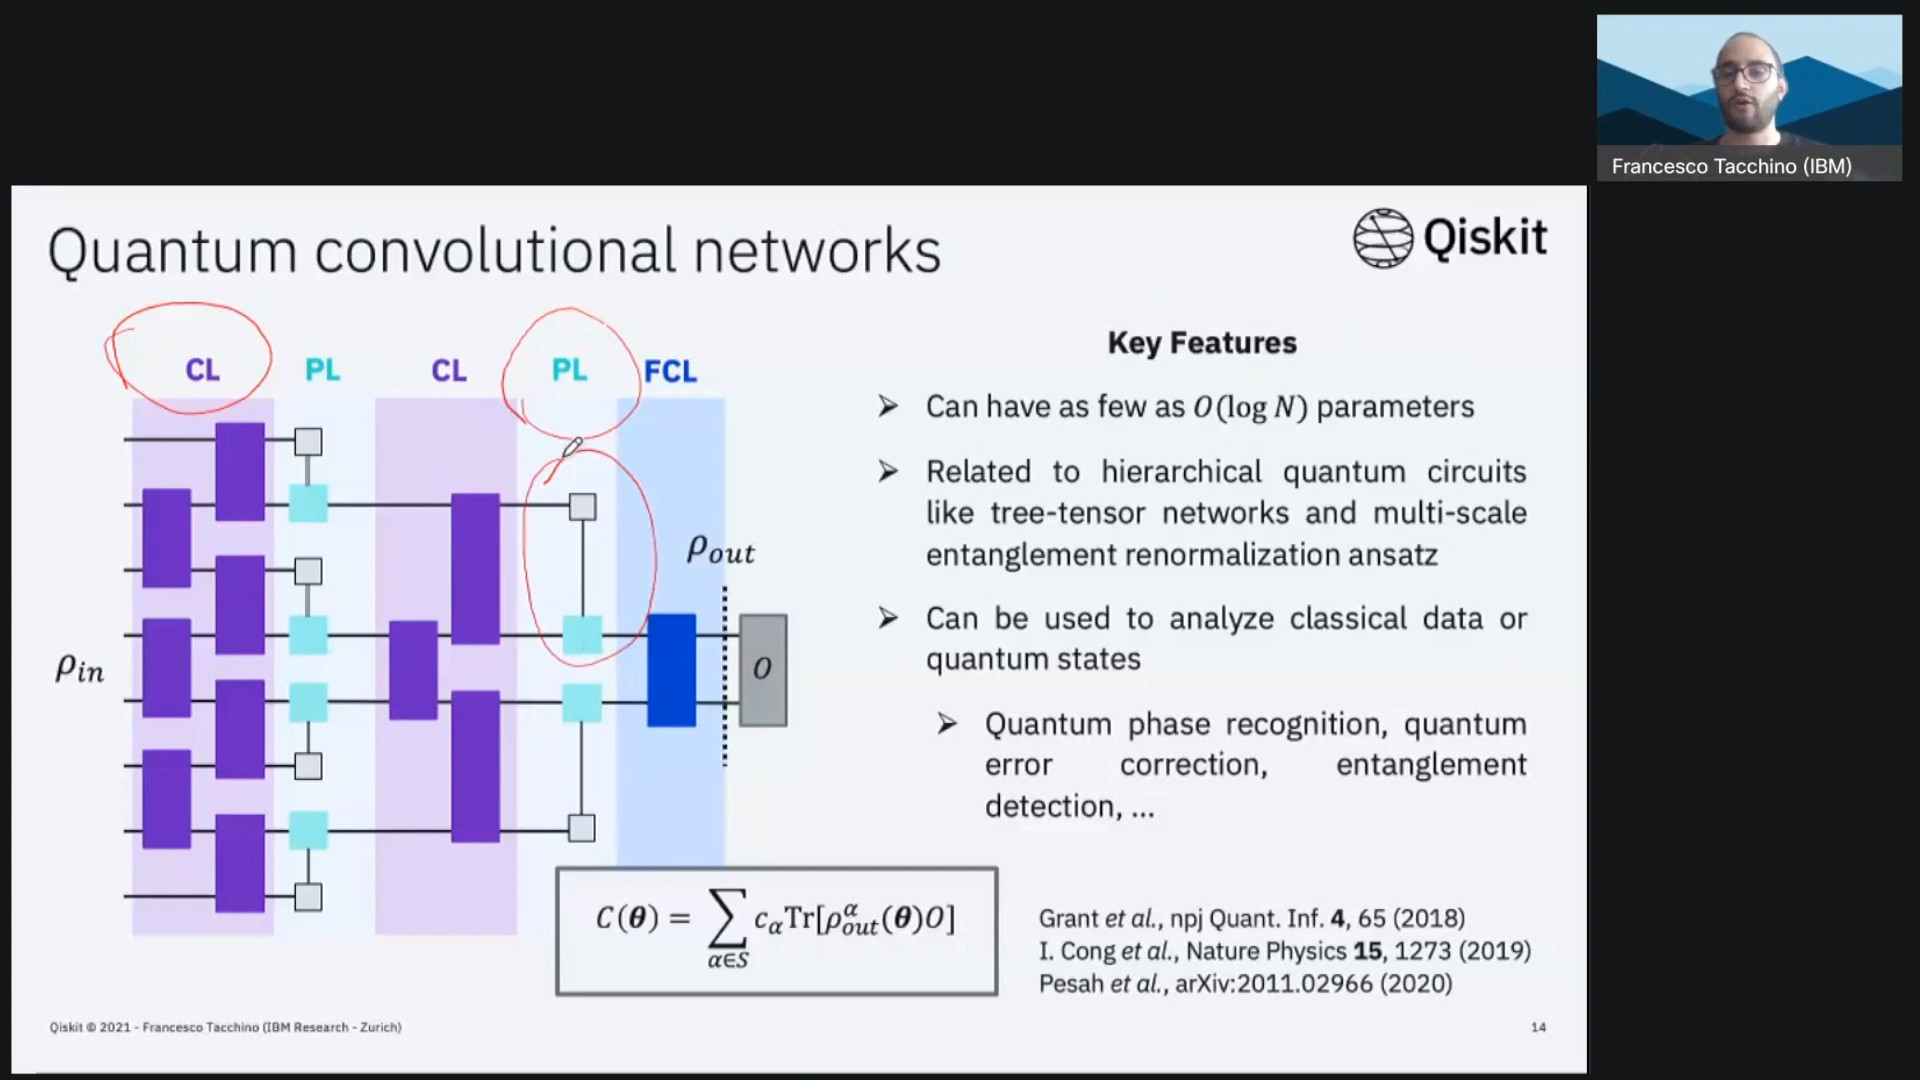 Francesco Tacchino (IBM)
Quantum convolutional networks
Qiskit
CL PL CL PL FCL
ρin
ρout
O
Key Features
➢ Can have as few as O(log N) parameters
➢ Related to hierarchical quantum circuits
like tree-tensor networks and multi-scale
entanglement renormalization ansatz
➢ Can be used to analyze classical data or
quantum states
➢ Quantum phase recognition, quantum
error correction, entanglement
detection, ...
C(θ) = ∑α∈S cαTr[ραout(θ)O]
Grant et al., npj Quant. Inf. 4, 65 (2018)
I. Cong et al., Nature Physics 15, 1273 (2019)
Pesah et al., arXiv:2011.02966 (2020)
Qiskit © 2021 - Francesco Tacchino (IBM Research - Zurich)
14